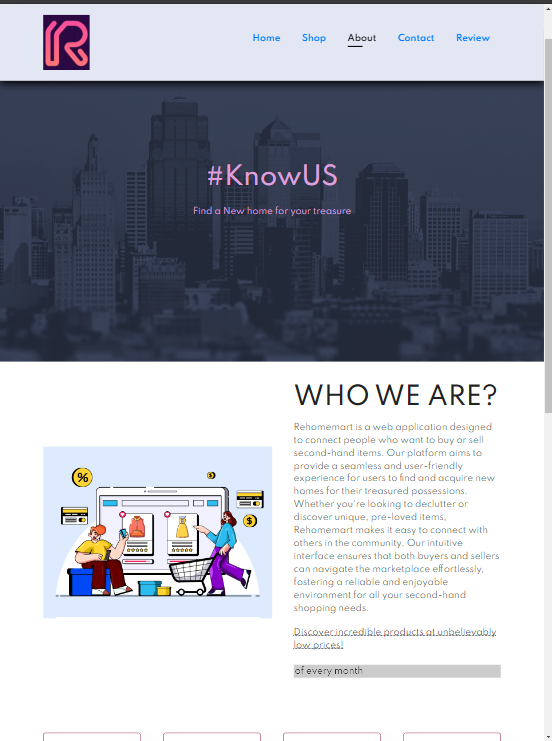 R
Home Shop About Contact Review
#KnowUS
Find a New home for your treasure
WHO WE ARE?
Rehomemart is a web application designed
to connect people who want to buy or sell
second-hand items. Our platform aims to
provide a seamless and user-friendly
experience for users to find and acquire new
homes for their treasured possessions.
Whether you're looking to declutter or
discover unique, pre-loved items,
Rehomemart makes it easy to connect with
others in the community. Our intuitive
interface ensures that both buyers and sellers
can navigate the marketplace effortlessly,
fostering a reliable and enjoyable
environment for all your second-hand
shopping needs.
Discover incredible products at unbelievably
low prices!
of every month
%
$